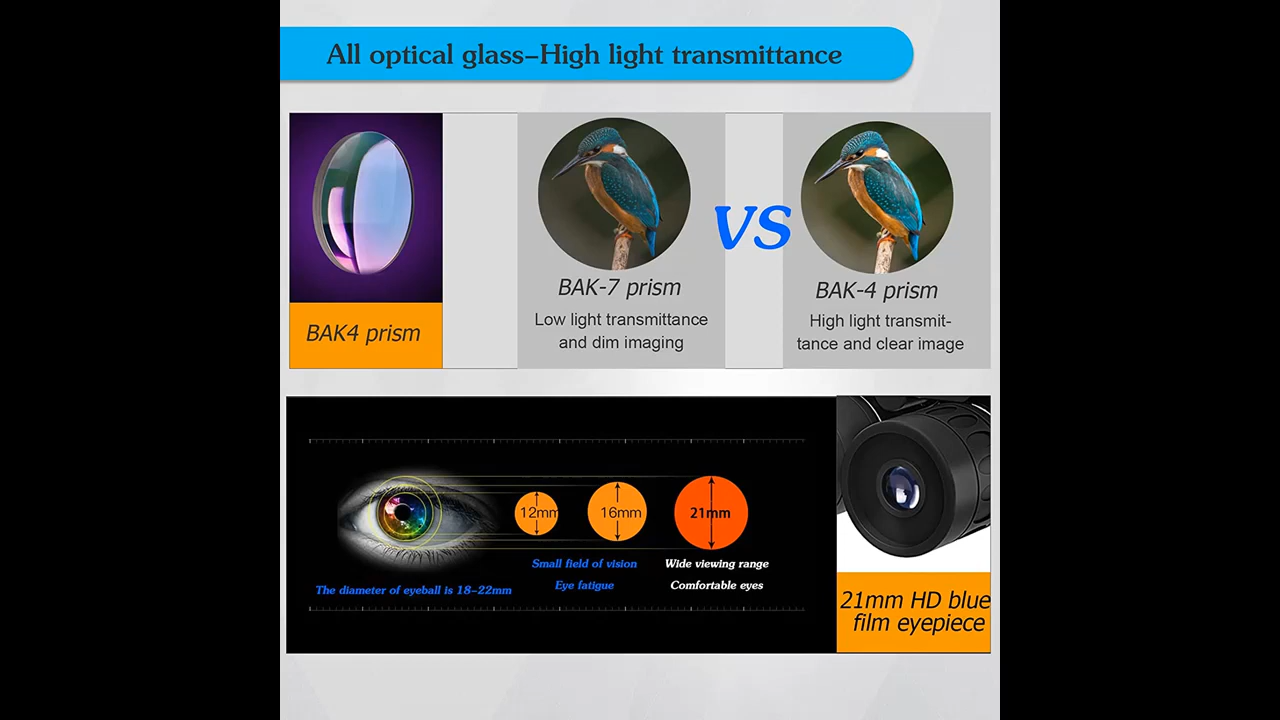 All optical glass-High light transmittance
BAK4 prism
BAK-7 prism
Low light transmittance
and dim imaging
VS
BAK-4 prism
High light transmit-
tance and clear image
12mm
16mm
21mm
The diameter of eyeball is 18-22mm
Small field of vision
Eye fatigue
Wide viewing range
Comfortable eyes
21mm HD blue
film eyepiece